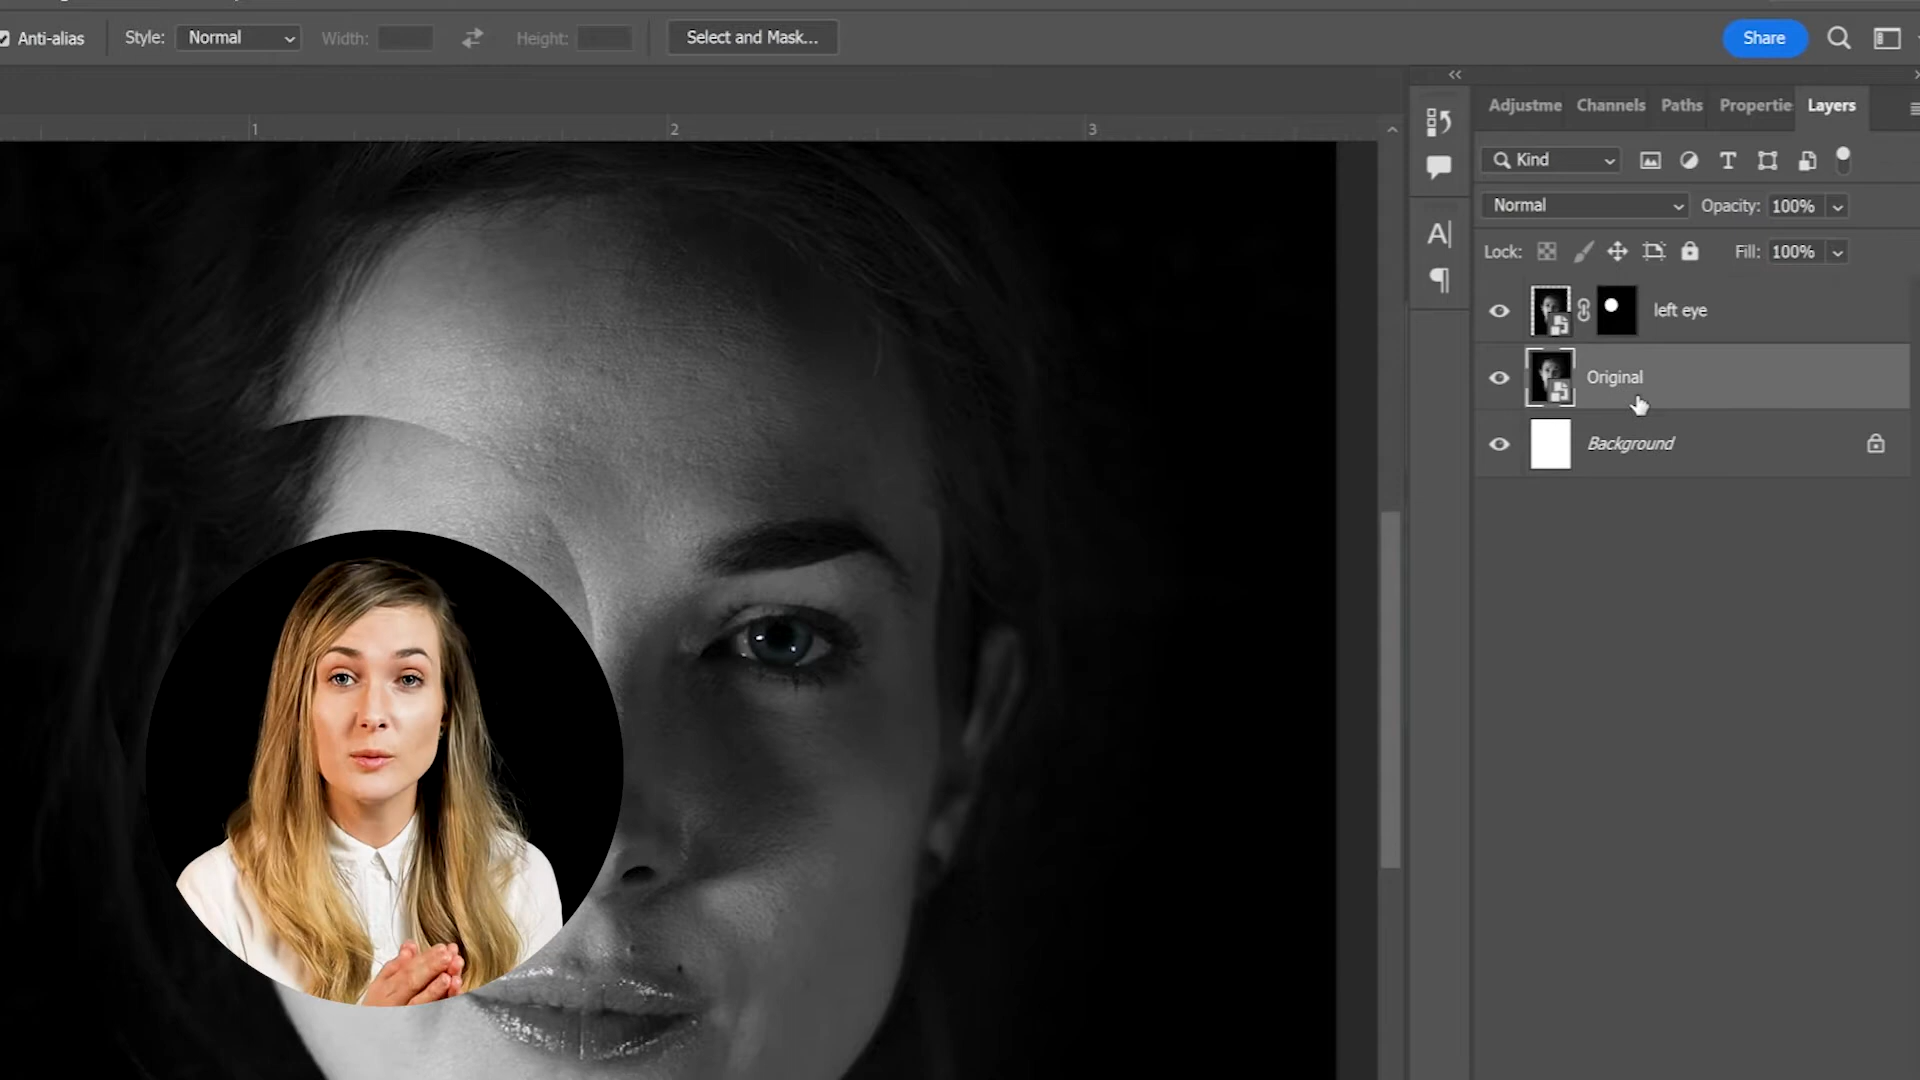 Anti-alias Style: Normal Width: Height: Select and Mask... Share
1 2 3
Adjustme Channels Paths Propertie Layers
Kind
Normal Opacity: 100%
Lock: Fill: 100%
left eye
Original
Background